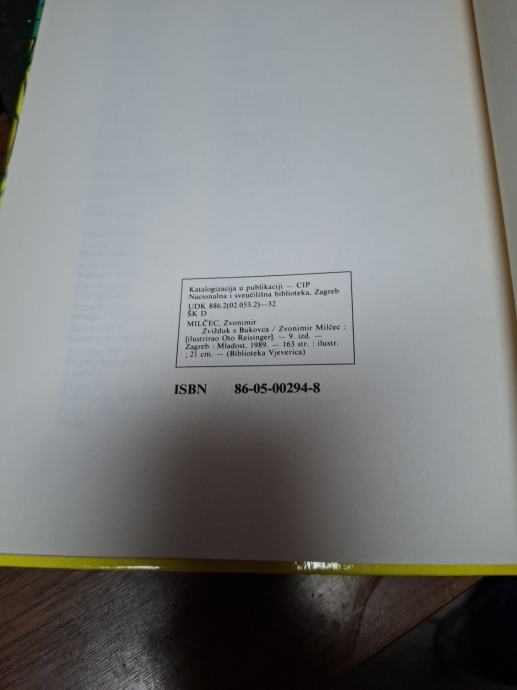 Katalogizacija u publikaciji — CIP
Nacionalna i sveučilišna biblioteka, Zagreb
UDK 886.2(02.053.2)—32
ŠK D
MILČEC, Zvonimir
Zvižduk s Bukovca / Zvonimir Milčec :
[ilustrirao Oto Reisinger]. — 9. izd. —
Zagreb : Mladost, 1989. — 163 str. : ilustr.
; 21 cm. — (Biblioteka Vjeverica)
ISBN 86-05-00294-8